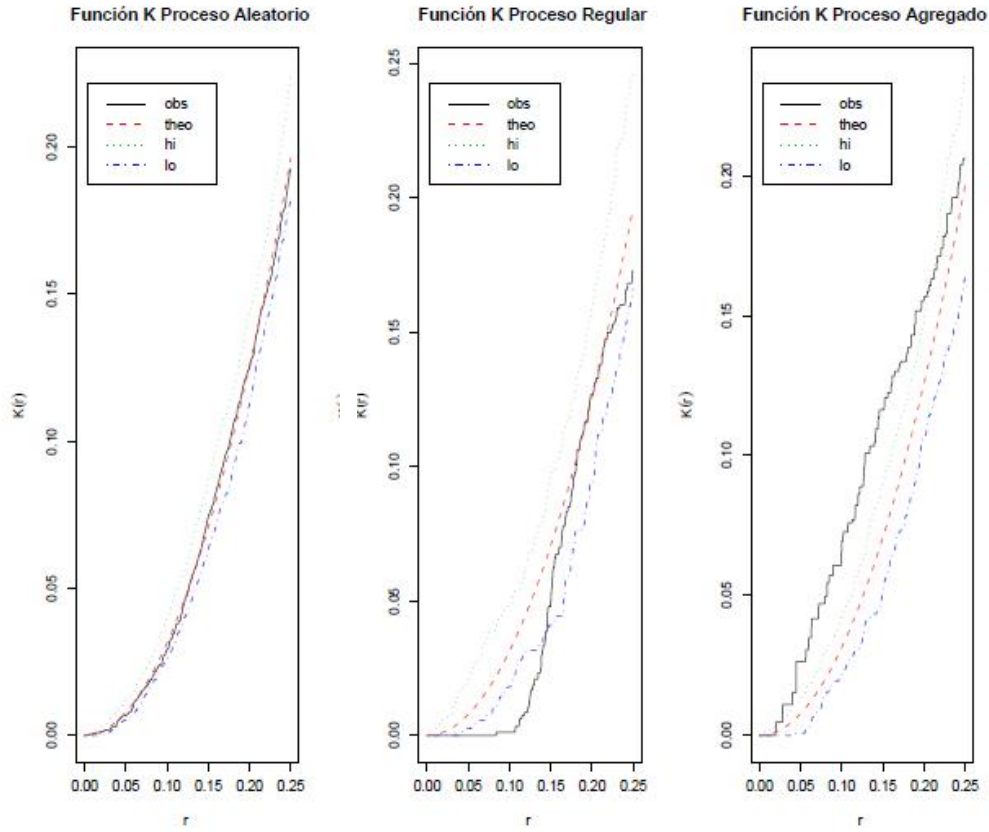 Función K Proceso Aleatorio
obs
theo
hi
lo
0.20
0.15
0.10
0.05
0.00
K(r)
0.00 0.05 0.10 0.15 0.20 0.25
r
Función K Proceso Regular
obs
theo
hi
lo
0.25
0.20
0.15
0.10
0.05
0.00
K(r)
0.00 0.05 0.10 0.15 0.20 0.25
r
Función K Proceso Agregado
obs
theo
hi
lo
0.20
0.15
0.10
0.05
0.00
K(r)
0.00 0.05 0.10 0.15 0.20 0.25
r